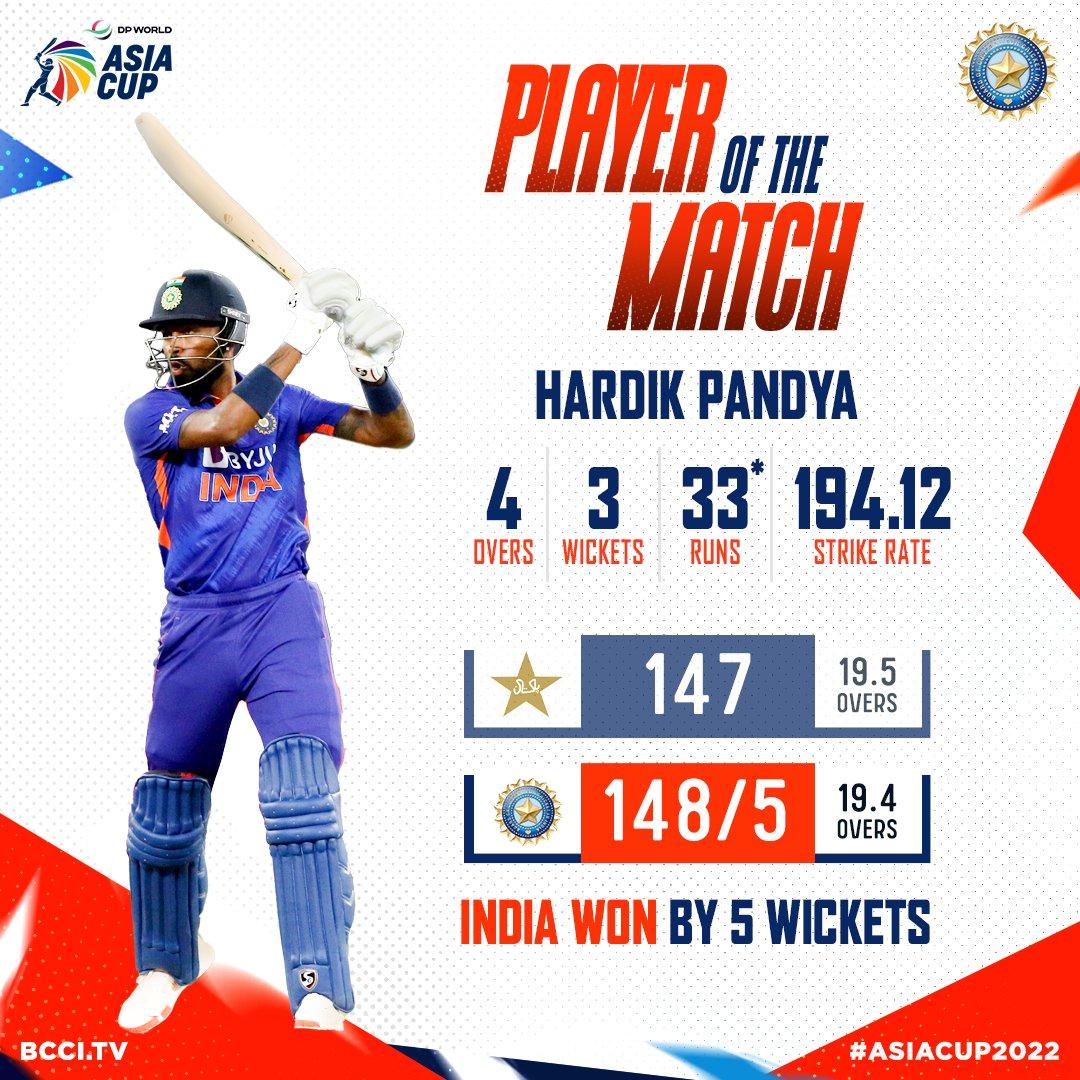 DP WORLD
ASIA
CUP
PLAYER OF THE
MATCH
HARDIK PANDYA
4 3 33* 194.12
OVERS WICKETS RUNS STRIKE RATE
BYJU
INDIA
147 19.5
OVERS
148/5 19.4
OVERS
INDIA WON BY 5 WICKETS
BCCI.TV #ASIACUP2022